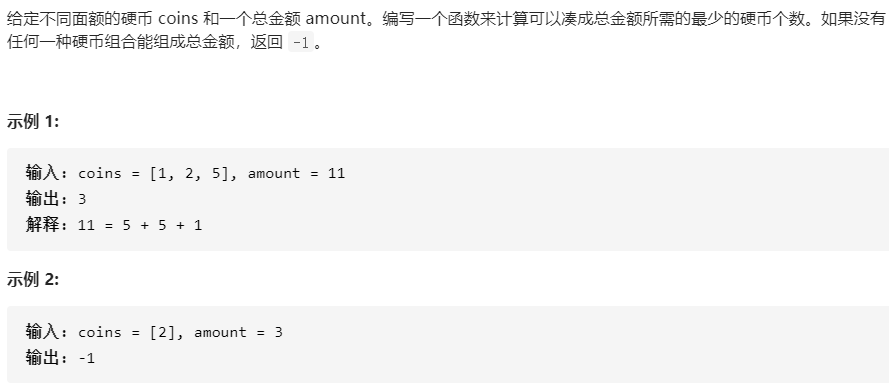 给定不同面额的硬币 coins 和一个总金额 amount。编写一个函数来计算可以凑成总金额所需的最少的硬币个数。如果没有
任何一种硬币组合能组成总金额，返回 -1。
示例 1:
输入: coins = [1, 2, 5], amount = 11
输出: 3
解释: 11 = 5 + 5 + 1
示例 2:
输入: coins = [2], amount = 3
输出: -1